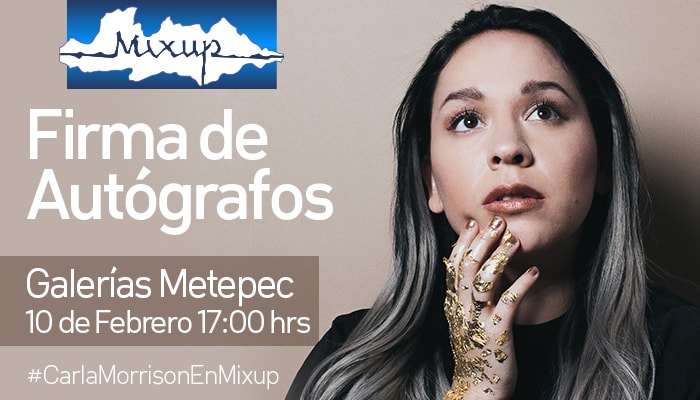 Mixup
Firma de
Autógrafos
Galerías Metepec
10 de Febrero 17:00 hrs
#CarlaMorrisonEnMixup